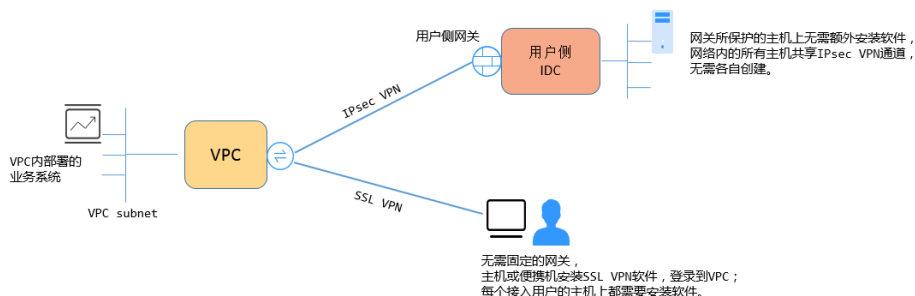 用户侧网关
用户侧
IDC
网关所保护的主机上无需额外安装软件，
网络内的所有主机共享IPsec VPN通道，
无需各自创建。
IPsec VPN
VPC
VPC内部署的
业务系统
VPC subnet
SSL VPN
无需固定的网关，
主机或便携机安装SSL VPN软件，登录到VPC；
每个接入用户的主机上都需要安装软件。